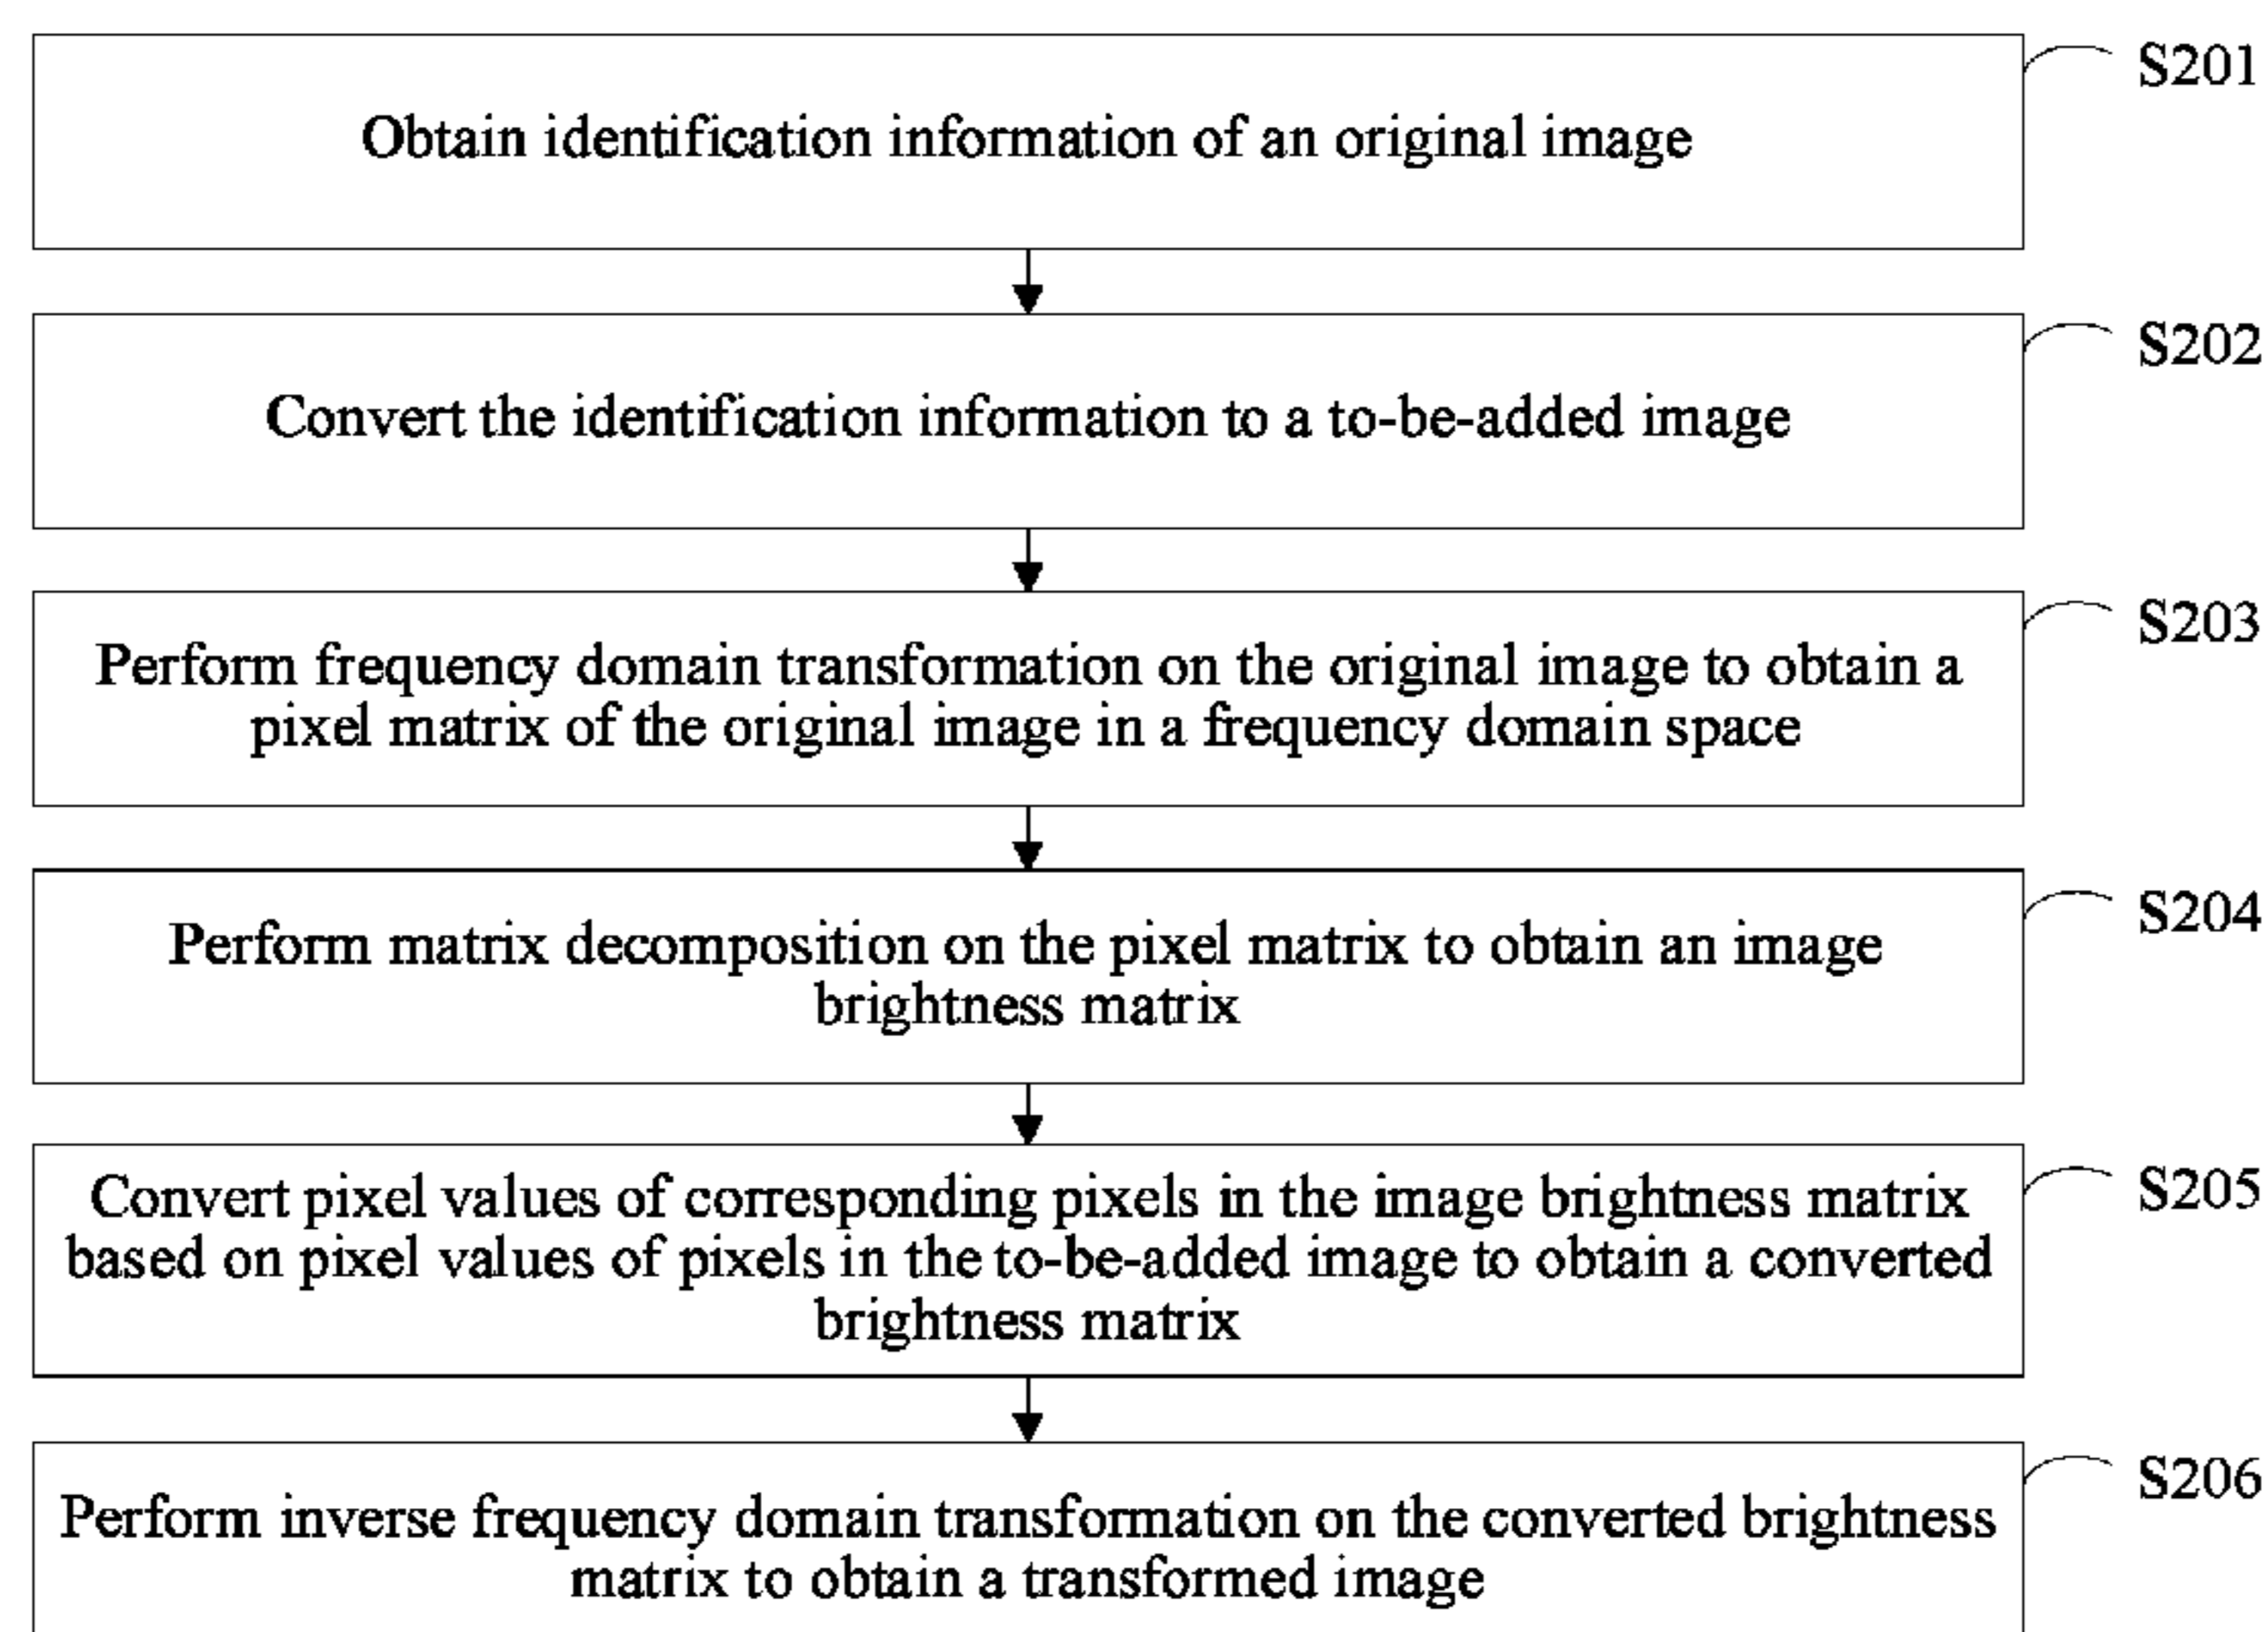 S201
Obtain identification information of an original image
S202
Convert the identification information to a to-be-added image
S203
Perform frequency domain transformation on the original image to obtain a
pixel matrix of the original image in a frequency domain space
S204
Perform matrix decomposition on the pixel matrix to obtain an image
brightness matrix
S205
Convert pixel values of corresponding pixels in the image brightness matrix
based on pixel values of pixels in the to-be-added image to obtain a converted
brightness matrix
S206
Perform inverse frequency domain transformation on the converted brightness
matrix to obtain a transformed image